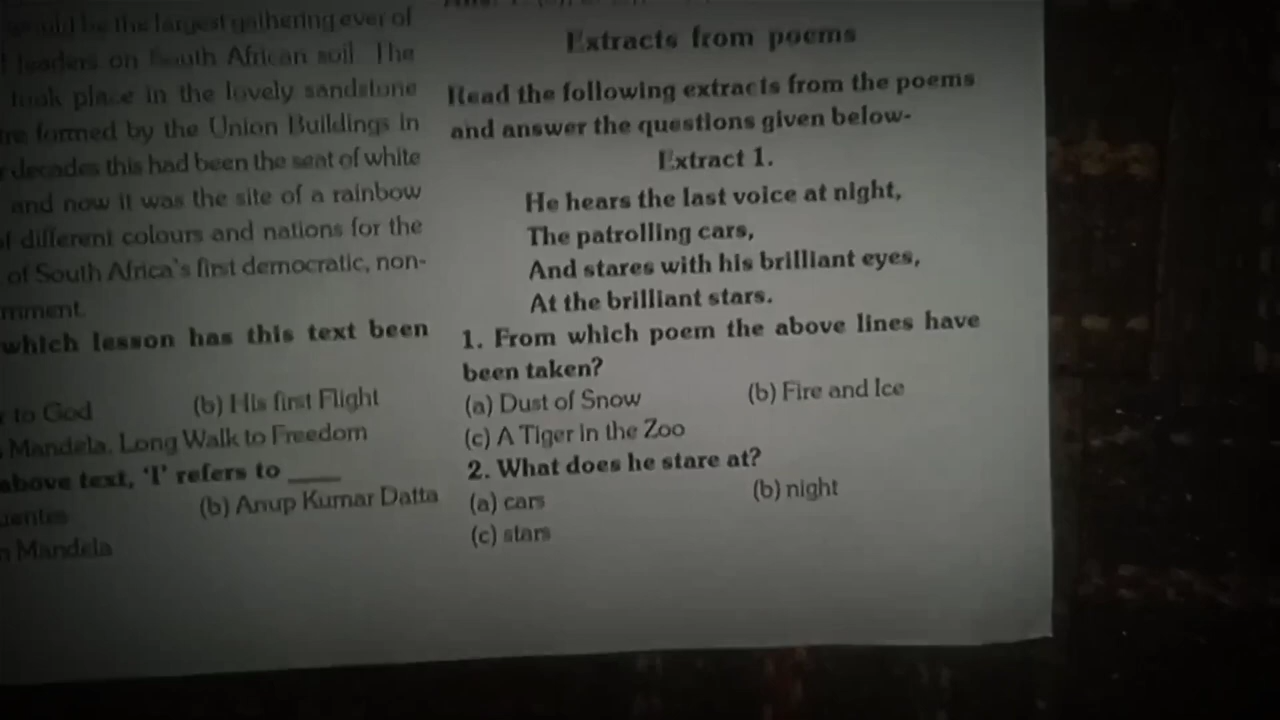 be the largest gathering ever of
leaders on South African soil. The
took place in the lovely sandstone
formed by the Union Buildings in
decades this had been the seat of white
and now it was the site of a rainbow
of different colours and nations for the
of South Africa's first democratic, non-
which lesson has this text been
to God (b) His first Flight
Mandela, Long Walk to Freedom
above text, 'I' refers to ____
(b) Anup Kumar Datta
Mandela
Extracts from poems
Read the following extracts from the poems
and answer the questions given below-
Extract 1.
He hears the last voice at night,
The patrolling cars,
And stares with his brilliant eyes,
At the brilliant stars.
1. From which poem the above lines have
been taken?
(a) Dust of Snow (b) Fire and Ice
(c) A Tiger in the Zoo
2. What does he stare at?
(a) cars (b) night
(c) stars